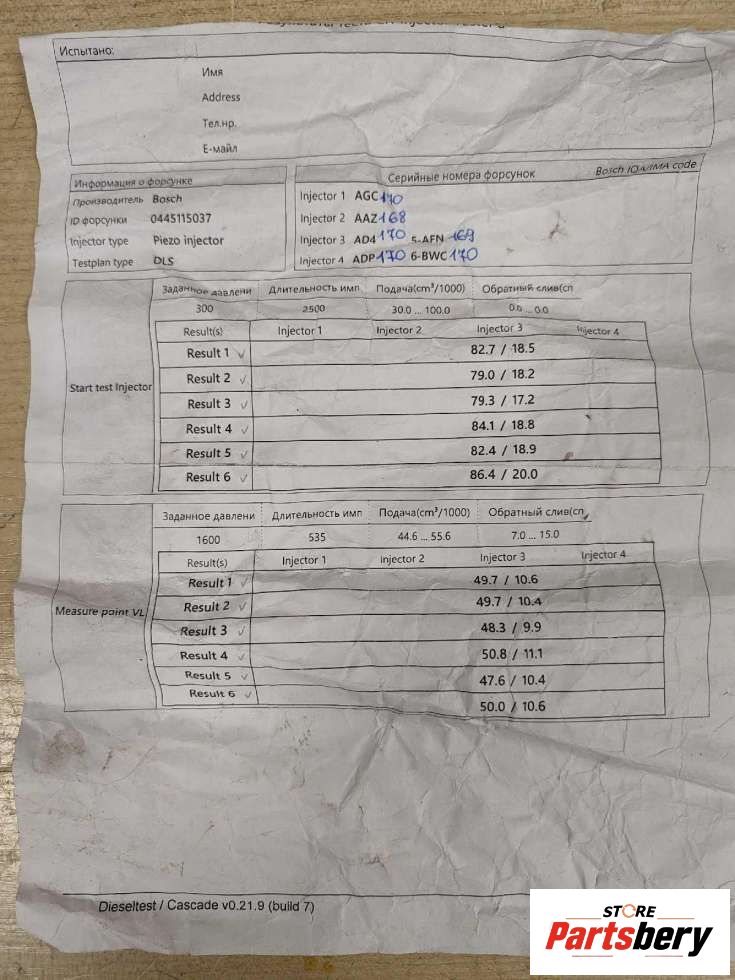 Испытано:
Имя
Address
Тел.нр.
Е-майл
Информация о форсунке
Производитель Bosch
ID форсунки 0445115037
Injector type Piezo injector
Testplan type DLS
Серийные номера форсунок Bosch IQA/IMA code
Injector 1 AGC 170
Injector 2 AAZ 168
Injector 3 AD4 170 5-AFN 169
Injector 4 ADP 170 6-BWC 170
Заданное давлени Длительность имп Подача(cm³/1000) Обратный слив(сп
300 2500 30.0 ... 100.0 0.0 ... 0.0
Result(s) Injector 1 Injector 2 Injector 3 Injector 4
Start test Injector
Result 1 ✓ 82.7 / 18.5
Result 2 ✓ 79.0 / 18.2
Result 3 ✓ 79.3 / 17.2
Result 4 ✓ 84.1 / 18.8
Result 5 ✓ 82.4 / 18.9
Result 6 ✓ 86.4 / 20.0
Заданное давлени Длительность имп Подача(cm³/1000) Обратный слив(сп
1600 535 44.6 ... 55.6 7.0 ... 15.0
Result(s) Injector 1 Injector 2 Injector 3 Injector 4
Measure point VL
Result 1 ✓ 49.7 / 10.6
Result 2 ✓ 49.7 / 10.4
Result 3 ✓ 48.3 / 9.9
Result 4 ✓ 50.8 / 11.1
Result 5 ✓ 47.6 / 10.4
Result 6 ✓ 50.0 / 10.6
Dieseltest / Cascade v0.21.9 (build 7)
STORE
Partsbery